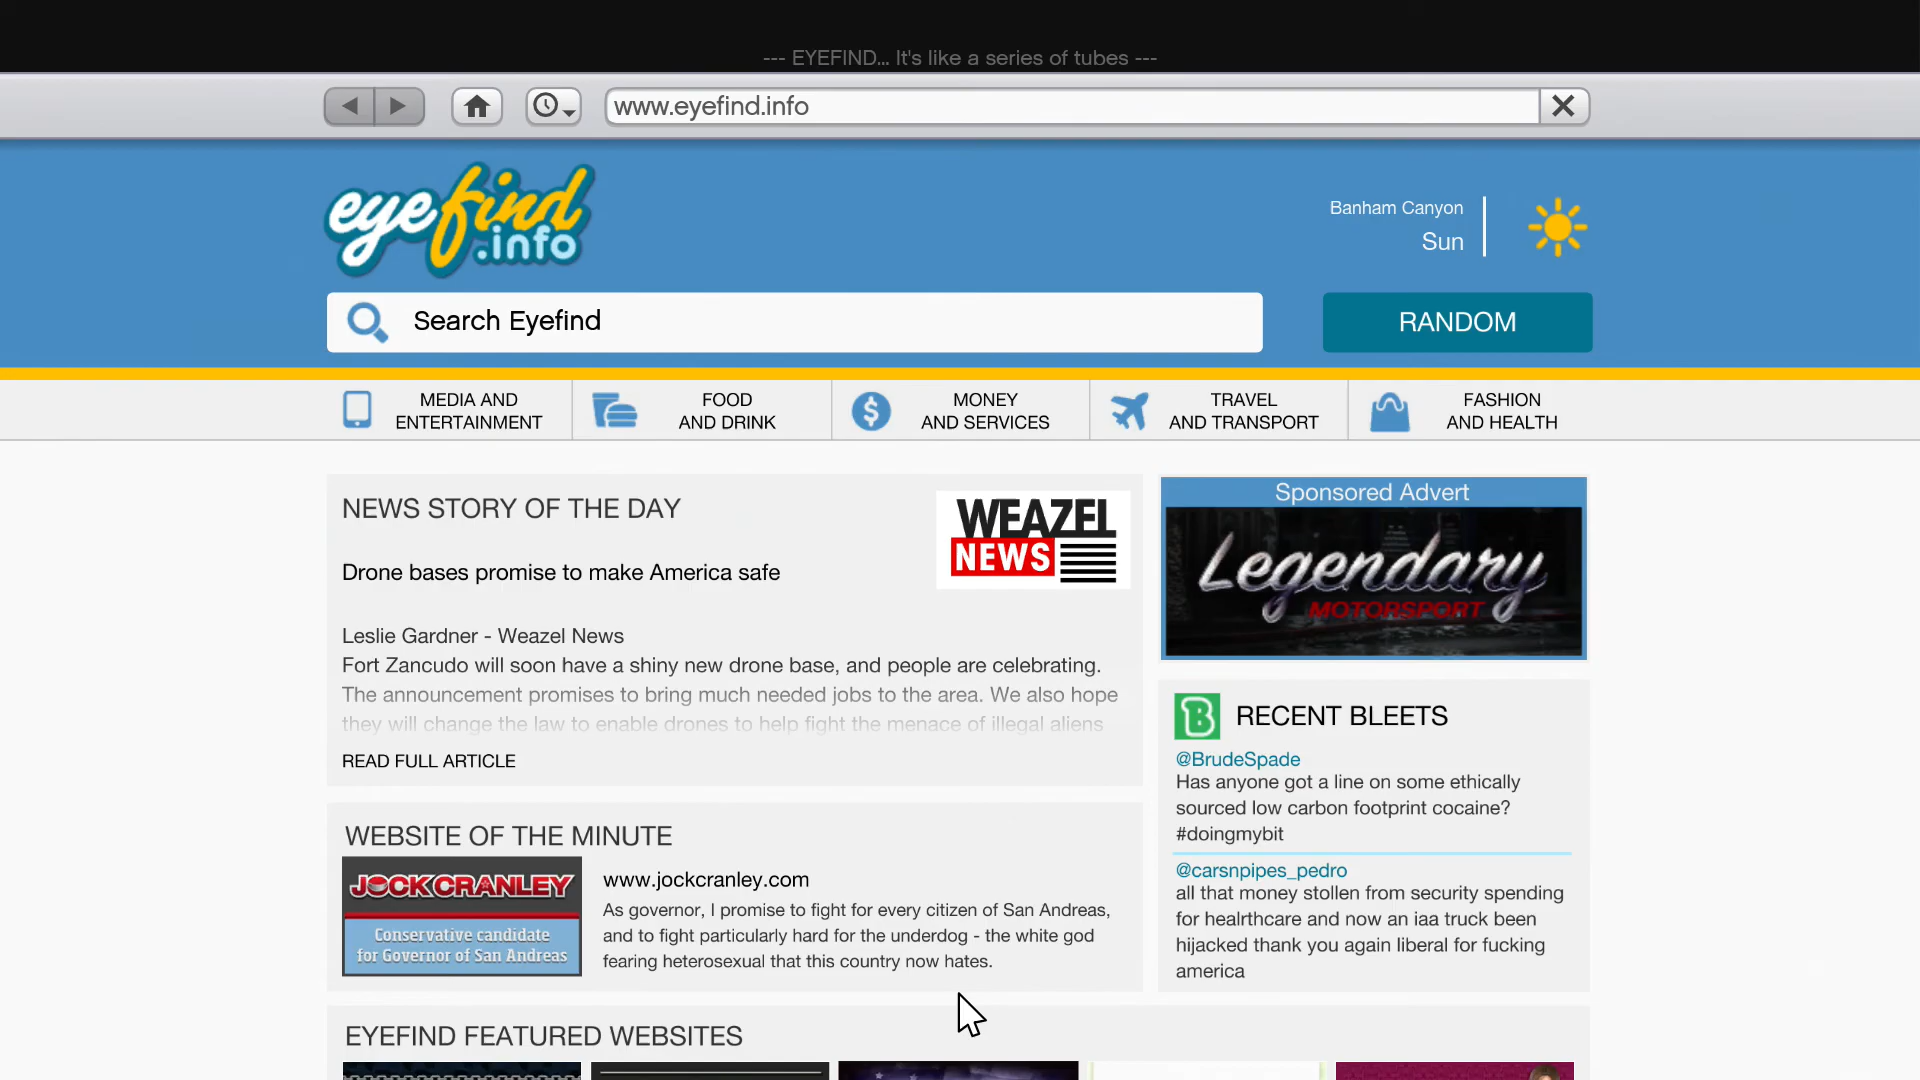 --- EYEFIND... It's like a series of tubes ---
www.eyefind.info
eyefind
.info
Banham Canyon
Sun
Search Eyefind
RANDOM
MEDIA AND
ENTERTAINMENT
FOOD
AND DRINK
MONEY
AND SERVICES
TRAVEL
AND TRANSPORT
FASHION
AND HEALTH
NEWS STORY OF THE DAY
WEAZEL
NEWS
Drone bases promise to make America safe
Leslie Gardner - Weazel News
Fort Zancudo will soon have a shiny new drone base, and people are celebrating.
The announcement promises to bring much needed jobs to the area. We also hope
they will change the law to enable drones to help fight the menace of illegal aliens
READ FULL ARTICLE
Sponsored Advert
Legendary
MOTORSPORT
B RECENT BLEETS
@BrudeSpade
Has anyone got a line on some ethically
sourced low carbon footprint cocaine?
#doingmybit
@carsnpipes_pedro
all that money stollen from security spending
for healrthcare and now an iaa truck been
hijacked thank you again liberal for fucking
america
WEBSITE OF THE MINUTE
JOCK CRANLEY
Conservative candidate
for Governor of San Andreas
www.jockcranley.com
As governor, I promise to fight for every citizen of San Andreas,
and to fight particularly hard for the underdog - the white god
fearing heterosexual that this country now hates.
EYEFIND FEATURED WEBSITES